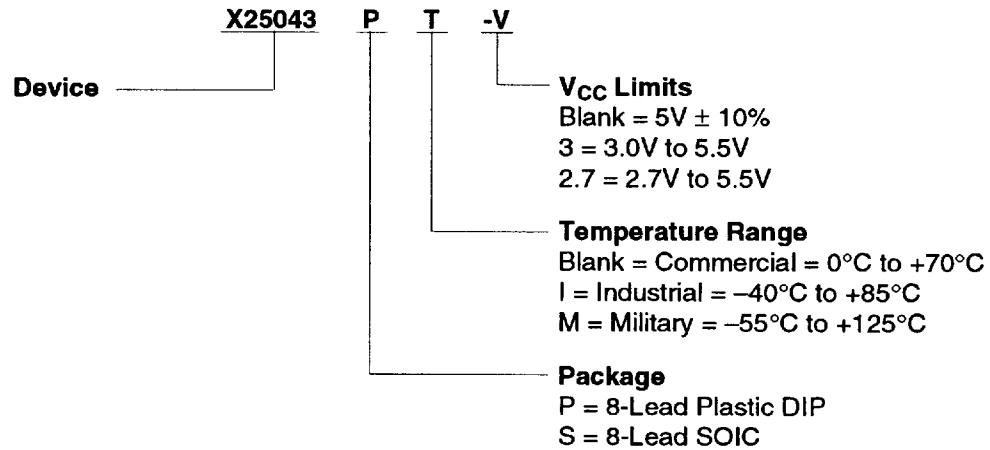 X25043 P T -V
Device
VCC Limits
Blank = 5V ± 10%
3 = 3.0V to 5.5V
2.7 = 2.7V to 5.5V
Temperature Range
Blank = Commercial = 0°C to +70°C
I = Industrial = –40°C to +85°C
M = Military = –55°C to +125°C
Package
P = 8-Lead Plastic DIP
S = 8-Lead SOIC